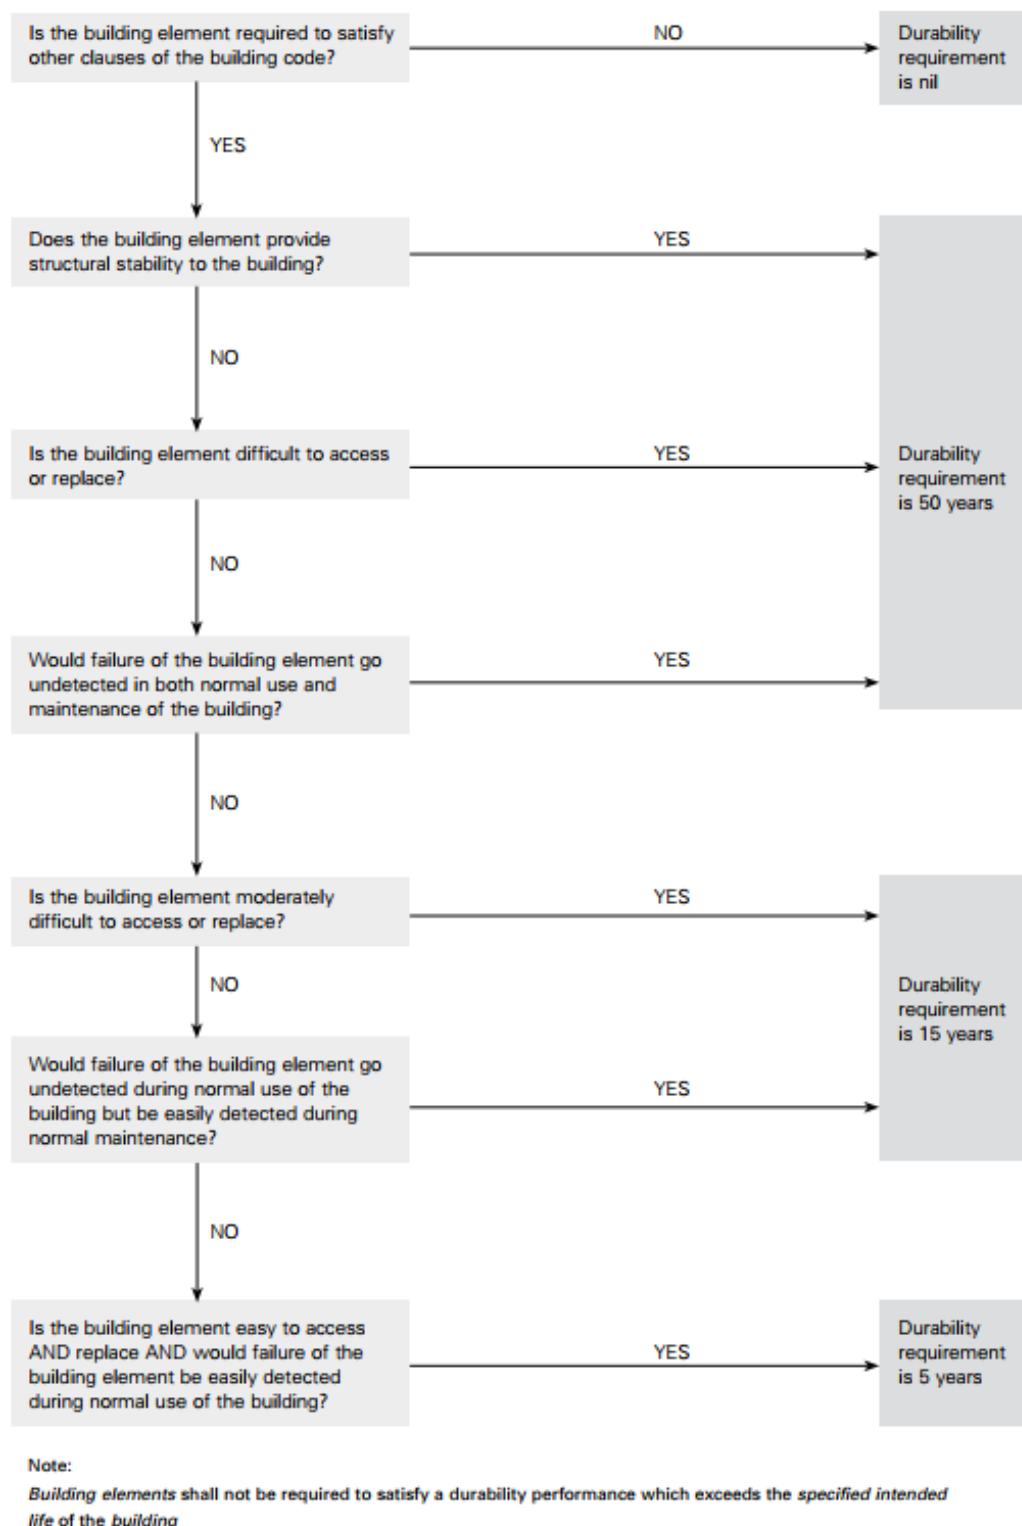 Is the building element required to satisfy
other clauses of the building code?
NO
Durability
requirement
is nil
YES
Does the building element provide
structural stability to the building?
YES
NO
Is the building element difficult to access
or replace?
YES
Durability
requirement
is 50 years
NO
Would failure of the building element go
undetected in both normal use and
maintenance of the building?
YES
NO
Is the building element moderately
difficult to access or replace?
YES
NO
Durability
requirement
is 15 years
Would failure of the building element go
undetected during normal use of the
building but be easily detected during
normal maintenance?
YES
NO
Is the building element easy to access
AND replace AND would failure of the
building element be easily detected
during normal use of the building?
YES
Durability
requirement
is 5 years
Note:
Building elements shall not be required to satisfy a durability performance which exceeds the specified intended
life of the building